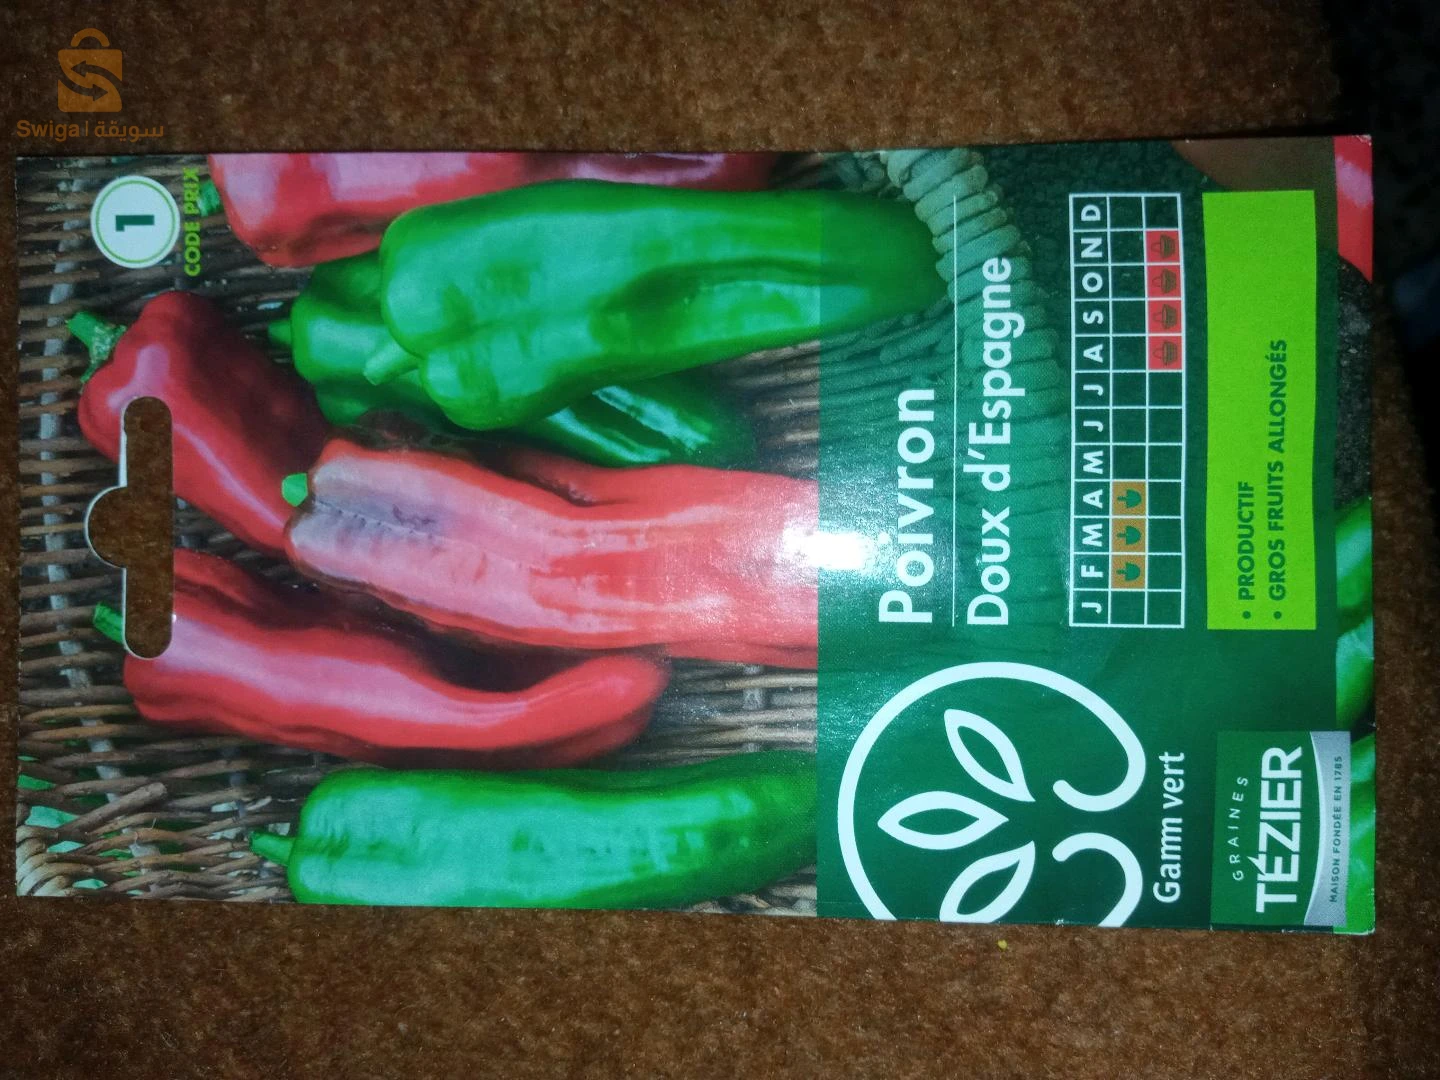 Swiga | سويقة
1
CODE PRIX
Poivron
Doux d'Espagne
J F M A M J J A S O N D
• PRODUCTIF
• GROS FRUITS ALLONGÉS
Gamm vert
GRAINES
TÉZIER
MAISON FONDÉE EN 1785